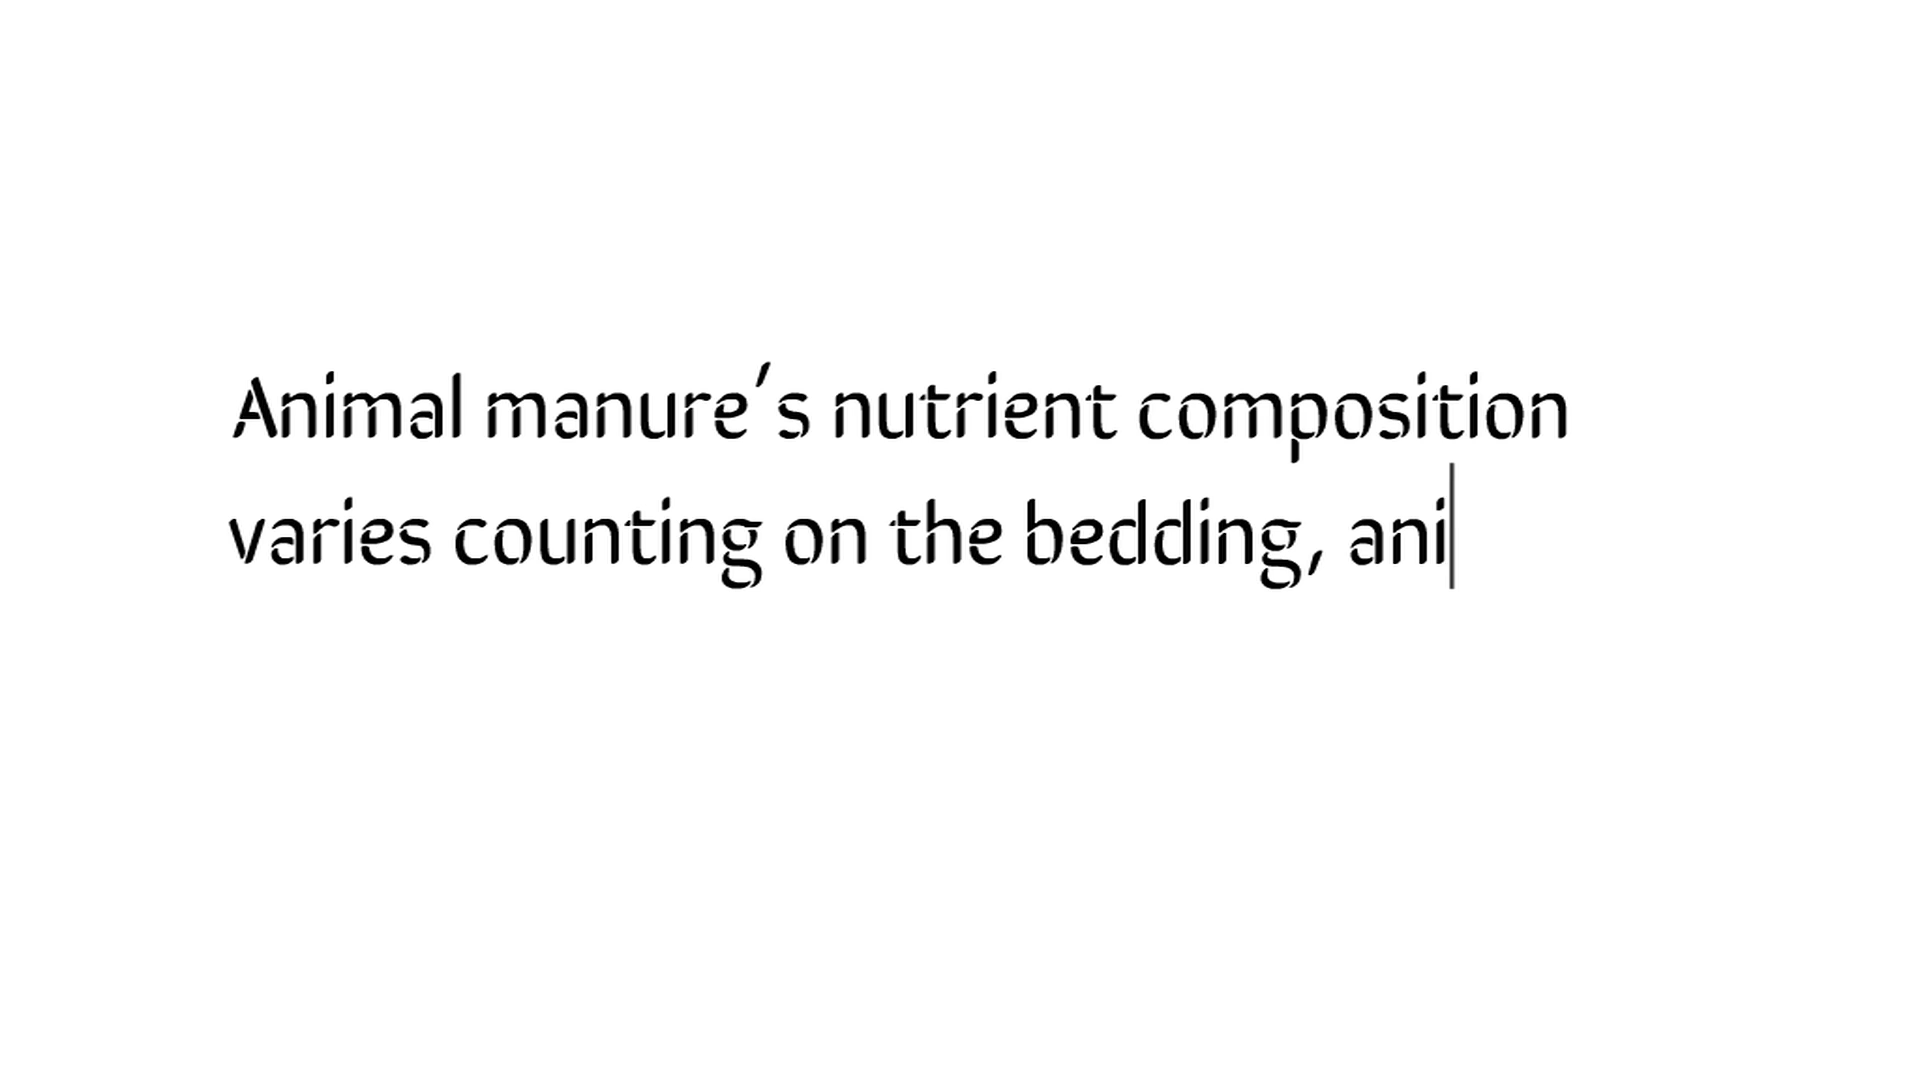 Animal manure’s nutrient composition
varies counting on the bedding, ani